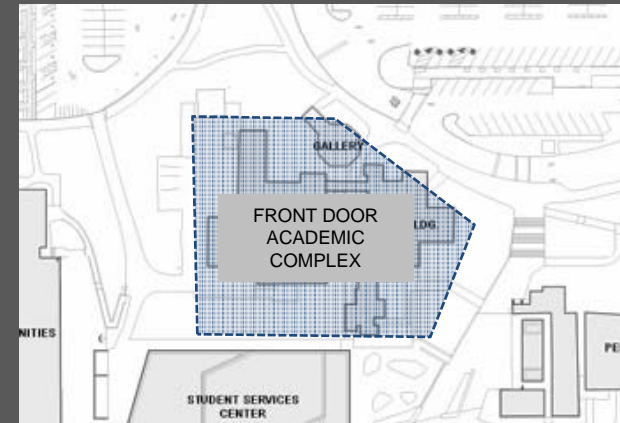 GALLERY
FRONT DOOR
ACADEMIC
COMPLEX
LDG.
NITIES
PE
STUDENT SERVICES
CENTER